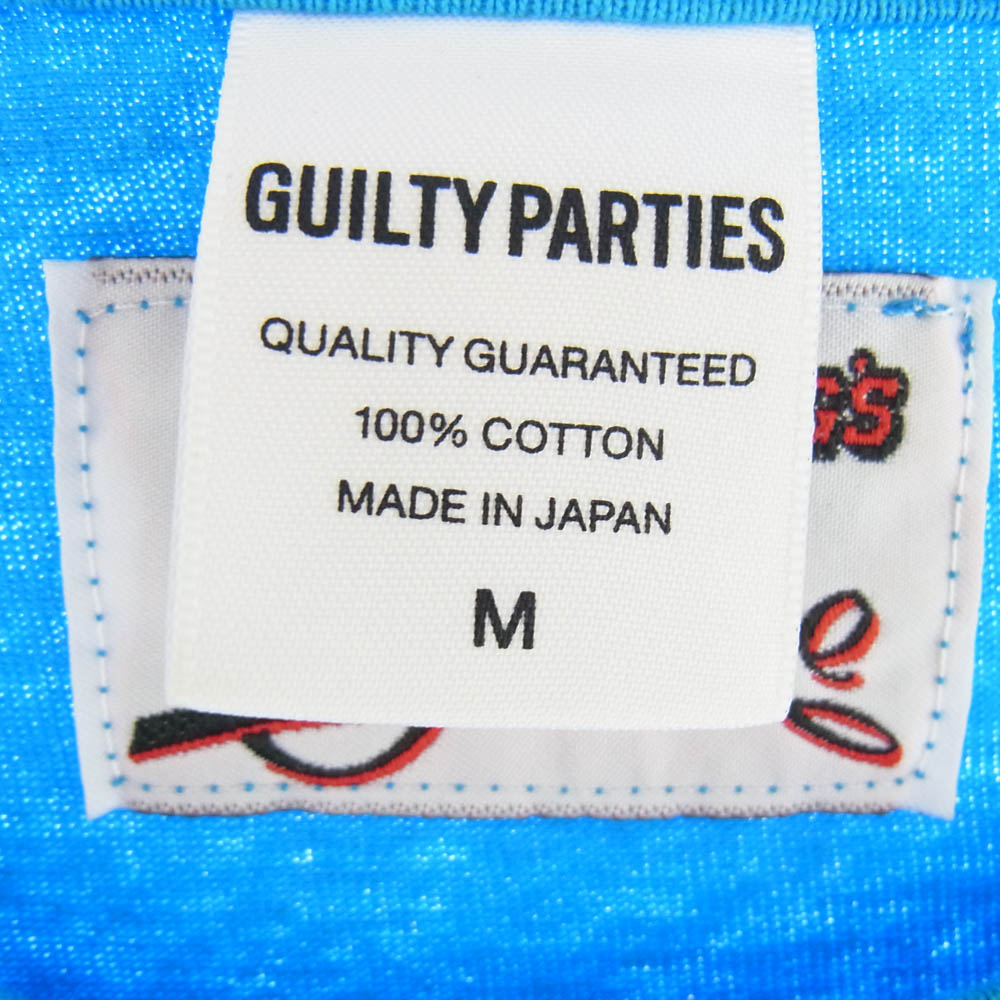 GUILTY PARTIES
QUALITY GUARANTEED
100% COTTON
MADE IN JAPAN
M